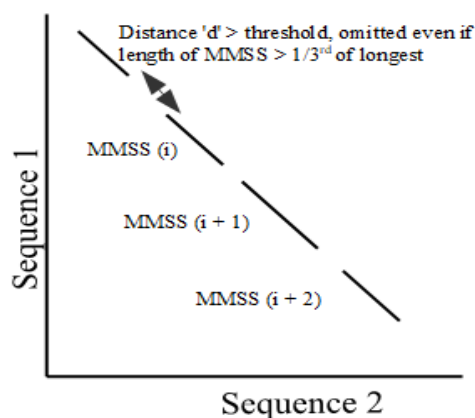 Distance 'd' > threshold, omitted even if
length of MMSS > 1/3rd of longest
MMSS (i)
MMSS (i + 1)
MMSS (i + 2)
Sequence 1
Sequence 2